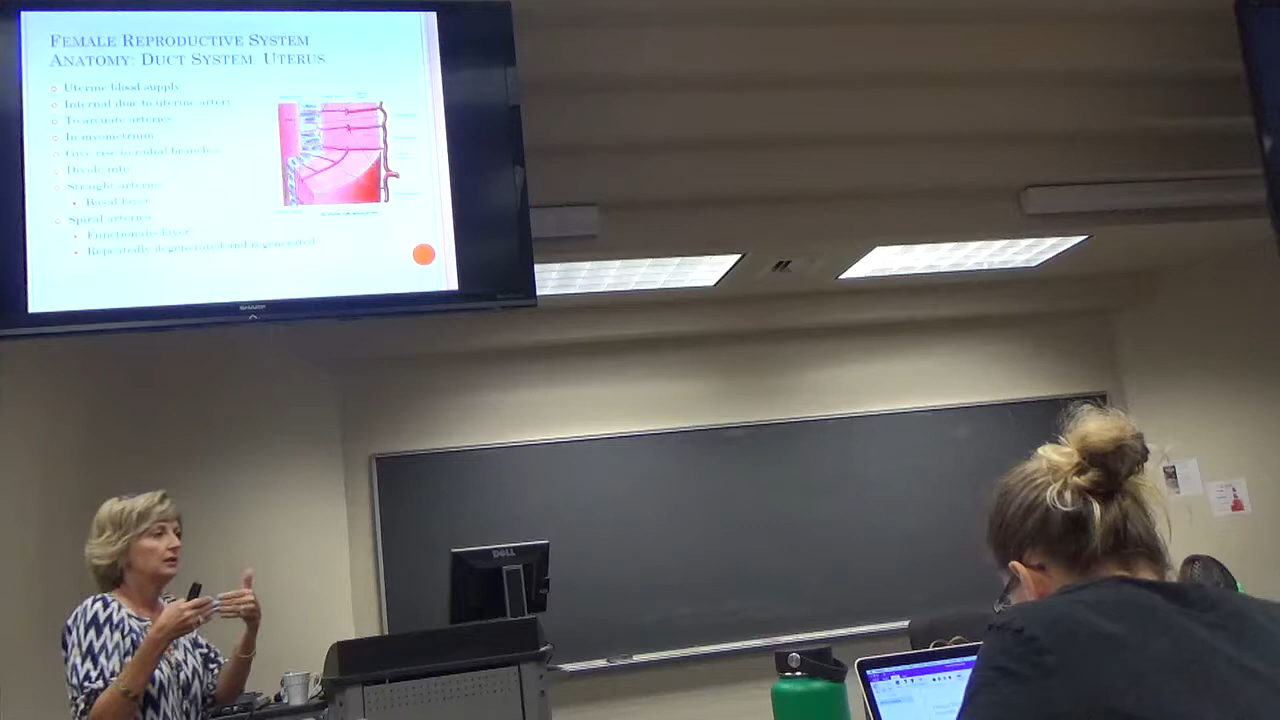 FEMALE REPRODUCTIVE SYSTEM
ANATOMY: DUCT SYSTEM UTERUS
Uterine blood supply
Internal iliac to uterine artery
To arcuate arteries
In myometrium
Give rise to radial branches
Divide into
Straight arteries
Basal layer
Spiral arteries
Functionalis layer
Repeatedly degenerated and regenerated
SHARP
DELL